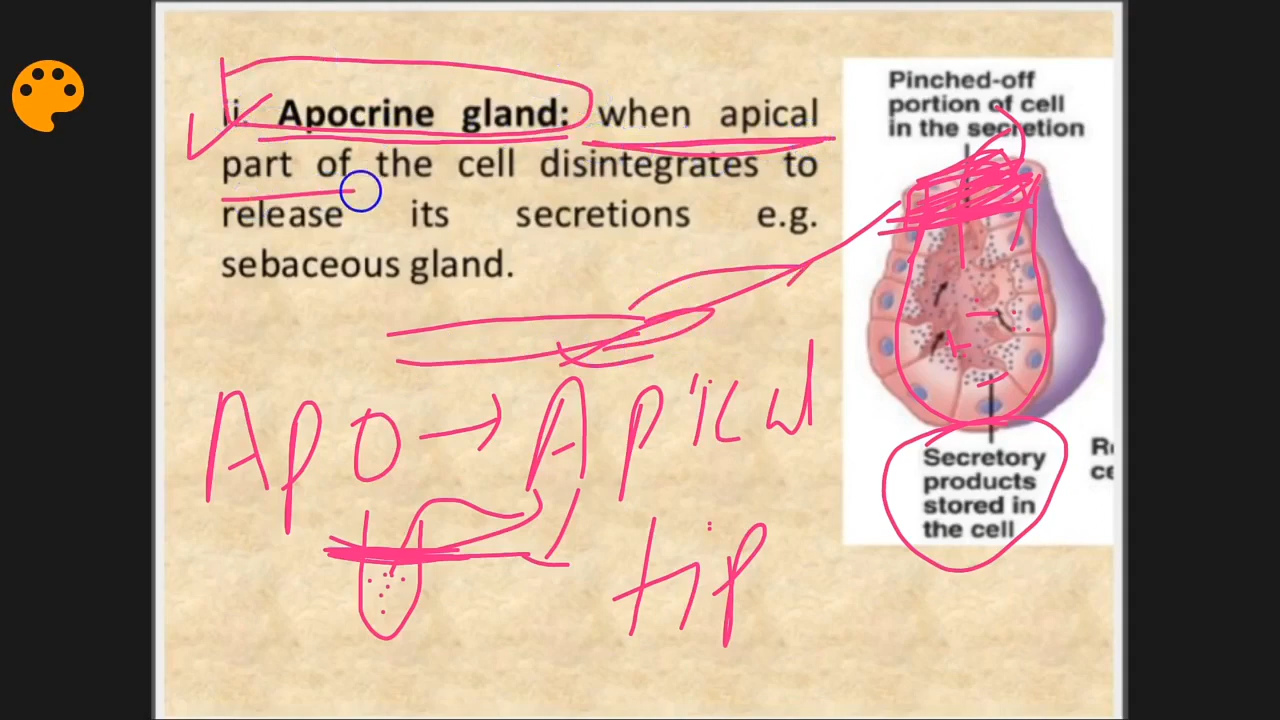 ii. Apocrine gland: when apical
part of the cell disintegrates to
release its secretions e.g.
sebaceous gland.
Apo → Apical
tip
Pinched-off
portion of cell
in the secretion
Secretory
products
stored in
the cell